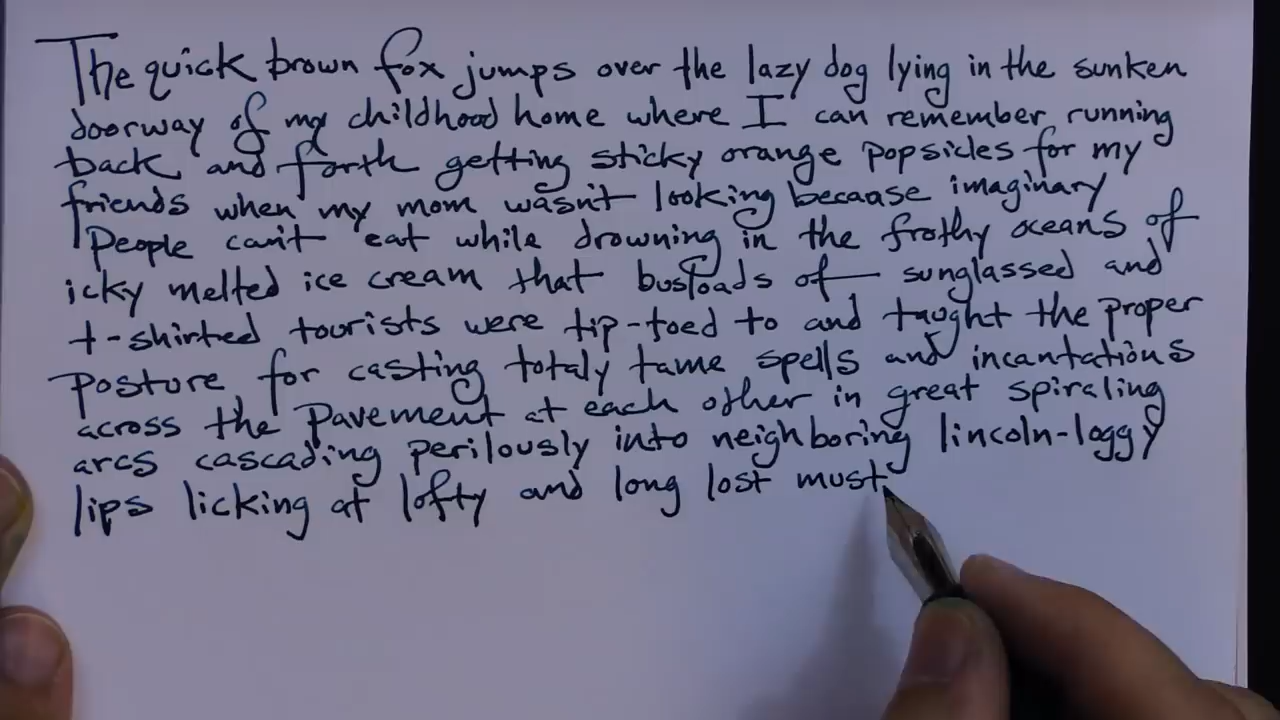 The quick brown fox jumps over the lazy dog lying in the sunken
doorway of my childhood home where I can remember running
back and forth getting sticky orange popsicles for my
friends when my mom wasn't looking becaase imaginary
People can't eat while drowning in the frothy oceans of
icky melted ice cream that busloads of sunglassed and
t-shirted tourists were tip-toed to and taught the proper
posture for casting totaly tame spells and incantations
across the pavement at each other in great spiraling
arcs cascading perilously into neighboring lincoln-loggy
lips licking at lofty and long lost must